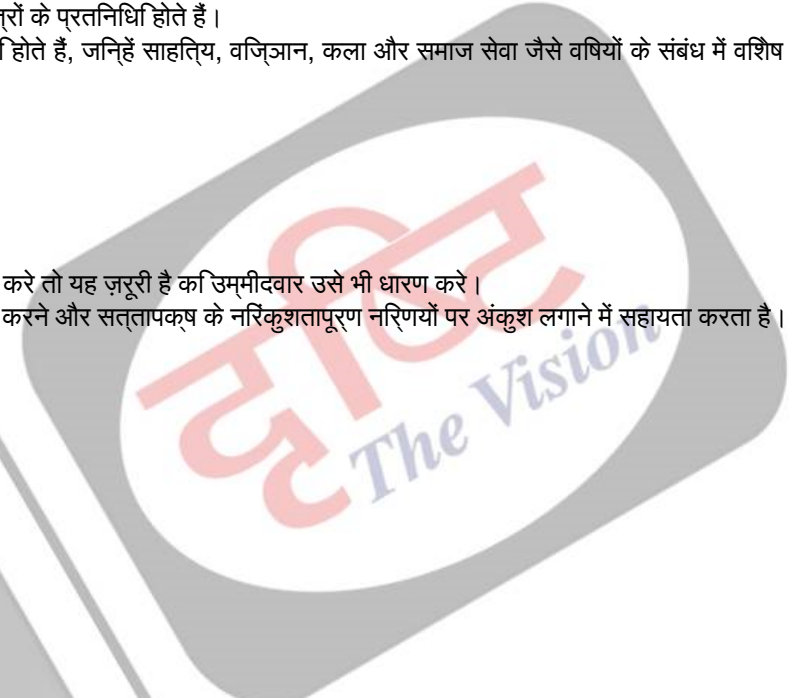 त्रों के प्रतिनिधि होते हैं।
होते हैं, जिन्हें साहित्य, विज्ञान, कला और समाज सेवा जैसे विषयों के संबंध में विशेष
करे तो यह ज़रूरी है कि उम्मीदवार उसे भी धारण करे।
करने और सत्तापक्ष के निरंकुशतापूर्ण निर्णयों पर अंकुश लगाने में सहायता करता है।
दृष्टि
The Vision